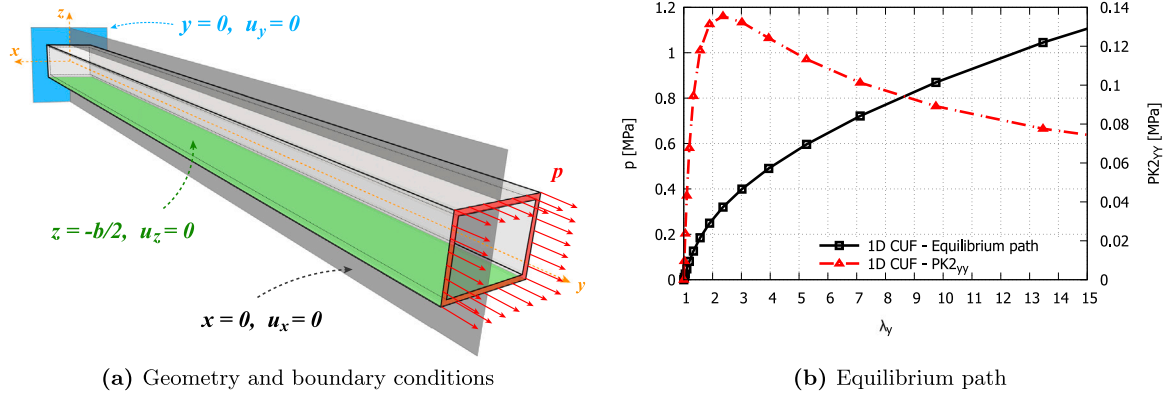 z
y = 0, u_y = 0
x
p
z = -b/2, u_z = 0
y
x = 0, u_x = 0
(a) Geometry and boundary conditions
p [MPa]
1.2
1
0.8
0.6
0.4
0.2
0
1 2 3 4 5 6 7 8 9 10 11 12 13 14 15
λ_y
0.14
0.12
0.10
0.08
0.06
0.04
0.02
0
PK2_YY [MPa]
1D CUF - Equilibrium path
1D CUF - PK2_yy
(b) Equilibrium path